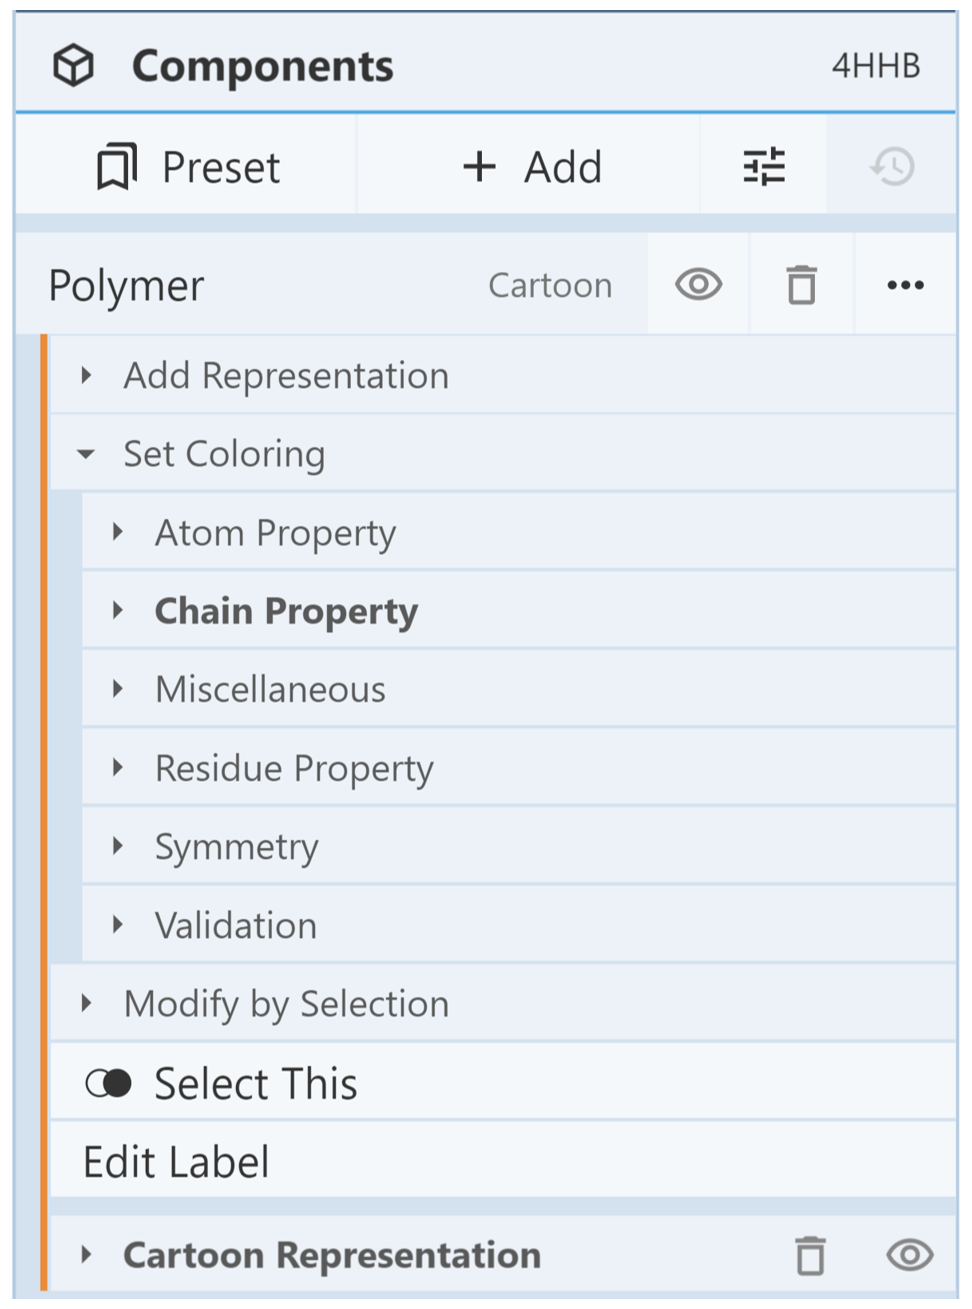 Components 4HHB
Preset Add
Polymer Cartoon
Add Representation
Set Coloring
Atom Property
Chain Property
Miscellaneous
Residue Property
Symmetry
Validation
Modify by Selection
Select This
Edit Label
Cartoon Representation